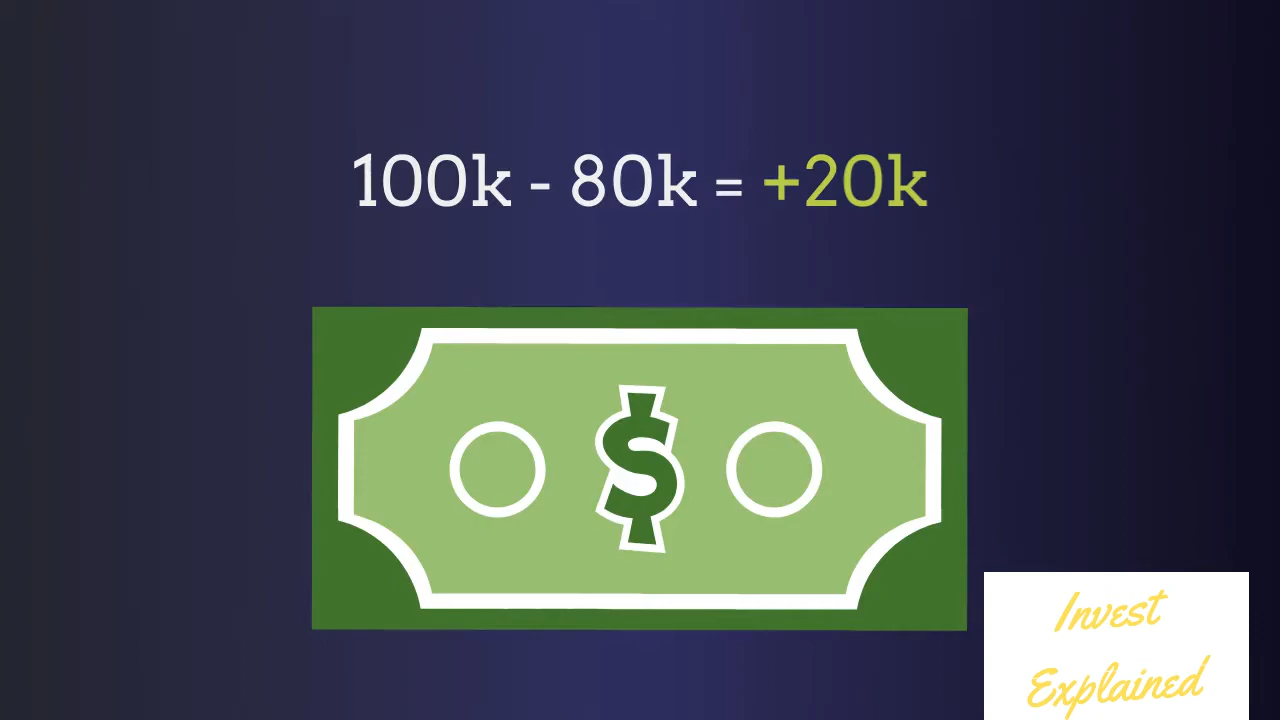 100k - 80k = +20k
$
Invest
Explained